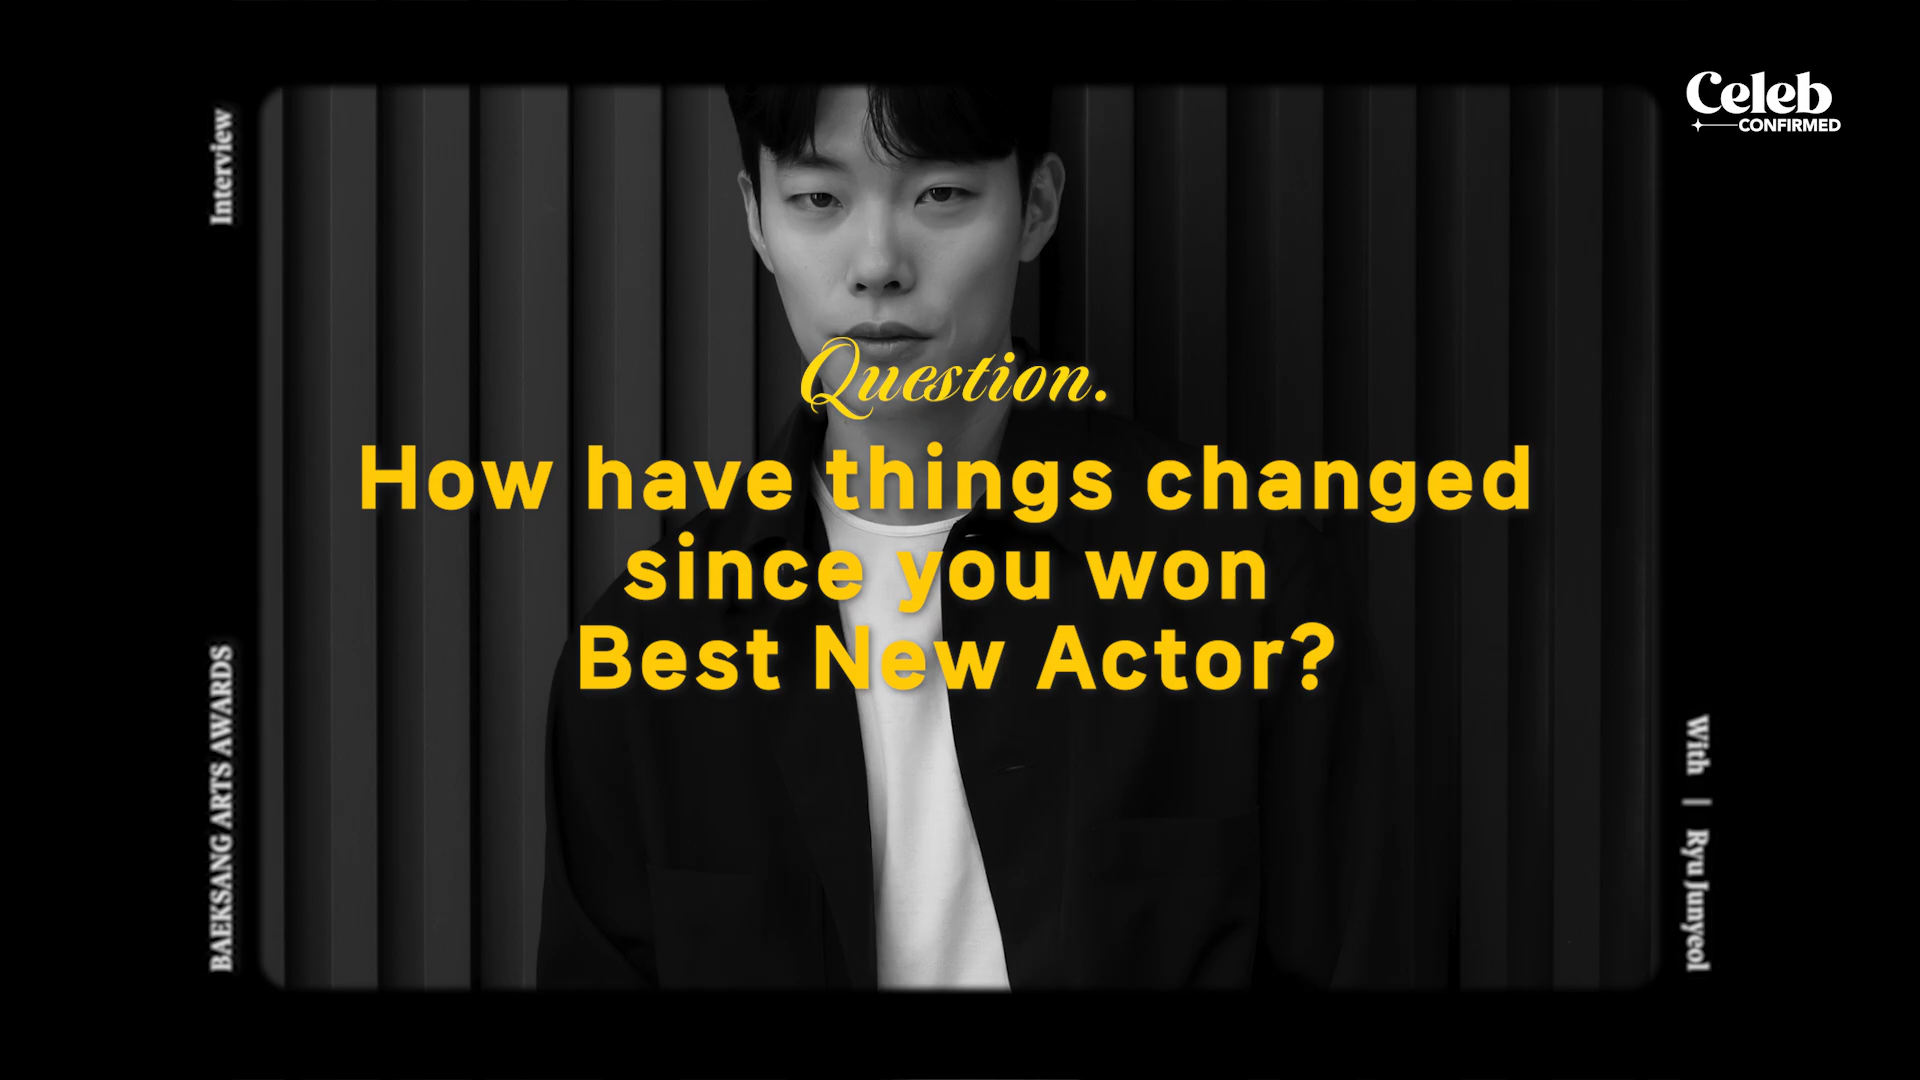 Celeb
CONFIRMED
Interview
Question.
How have things changed
since you won
Best New Actor?
BAEKSANG ARTS AWARDS
With | Ryu Junyeol